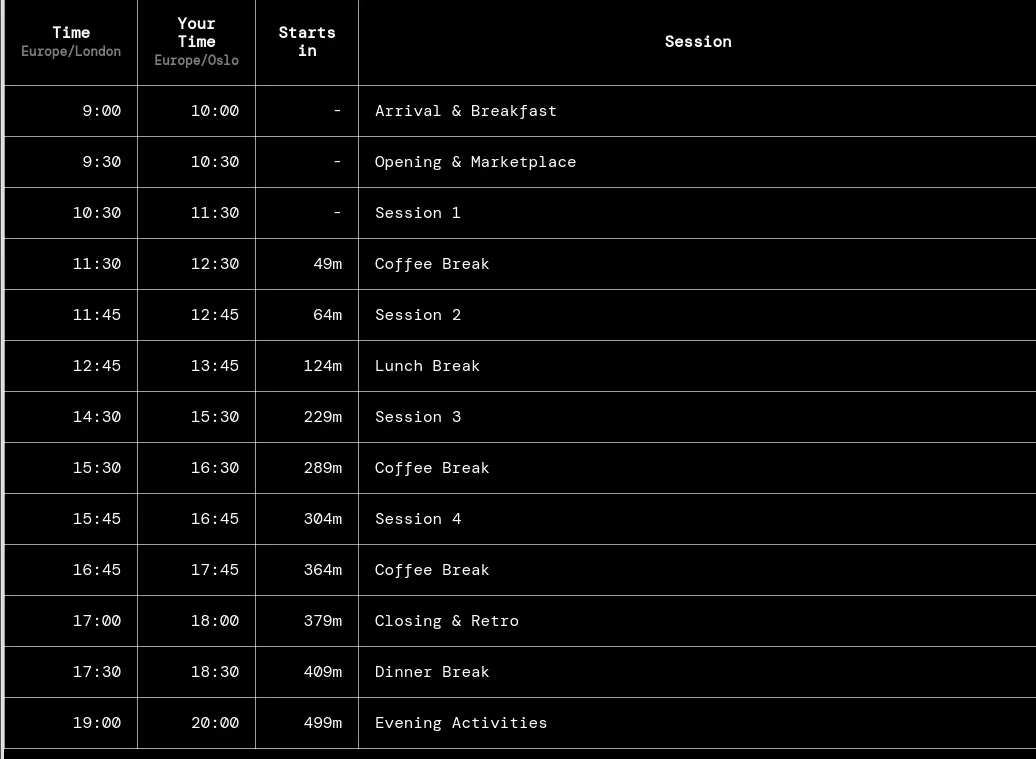 Time Your Time Starts in Session
Europe/London Europe/Oslo
9:00 10:00 - Arrival & Breakfast
9:30 10:30 - Opening & Marketplace
10:30 11:30 - Session 1
11:30 12:30 49m Coffee Break
11:45 12:45 64m Session 2
12:45 13:45 124m Lunch Break
14:30 15:30 229m Session 3
15:30 16:30 289m Coffee Break
15:45 16:45 304m Session 4
16:45 17:45 364m Coffee Break
17:00 18:00 379m Closing & Retro
17:30 18:30 409m Dinner Break
19:00 20:00 499m Evening Activities